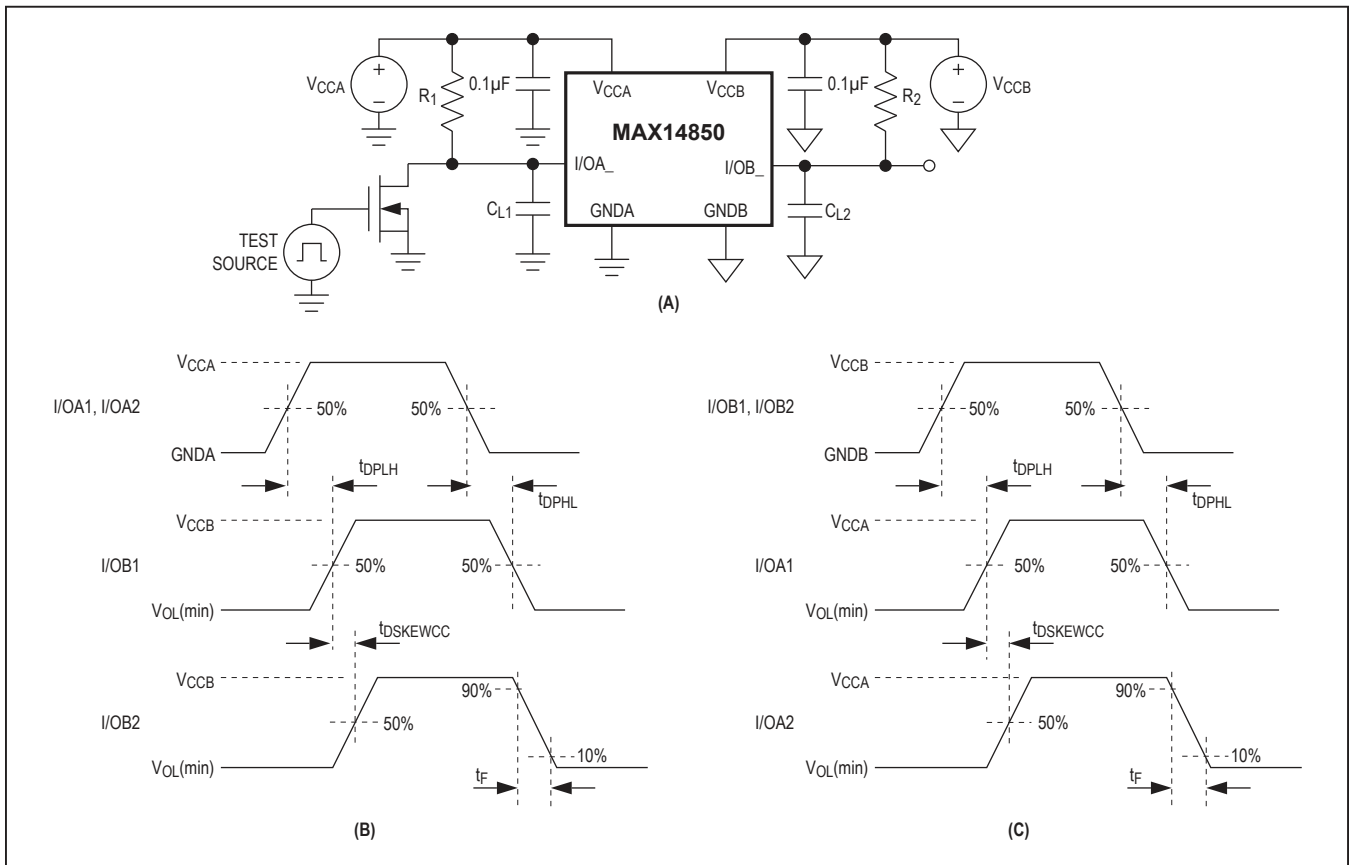 VCCA
R1
0.1µF
VCCA
VCCB
0.1µF
R2
VCCB
MAX14850
I/OA_
I/OB_
CL1
GNDA
GNDB
CL2
TEST
SOURCE
(A)
VCCA
I/OA1, I/OA2
50%
50%
GNDA
tDPLH
tDPHL
VCCB
I/OB1
50%
50%
VOL(min)
tDSKEWCC
VCCB
90%
I/OB2
50%
10%
VOL(min)
tF
(B)
VCCB
I/OB1, I/OB2
50%
50%
GNDB
tDPLH
tDPHL
VCCA
I/OA1
50%
50%
VOL(min)
tDSKEWCC
VCCA
90%
I/OA2
50%
10%
VOL(min)
tF
(C)